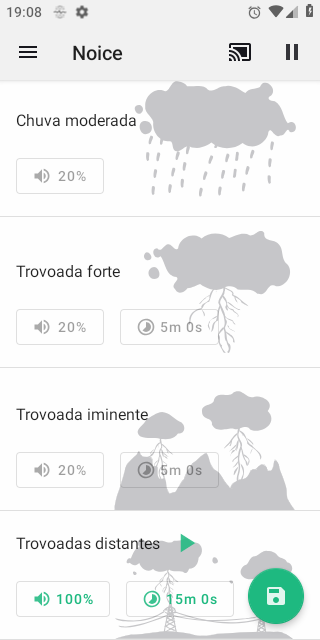 19:08
Noice
Chuva moderada
20%
Trovoada forte
20% 5m 0s
Trovoada iminente
20% 5m 0s
Trovoadas distantes
100% 15m 0s